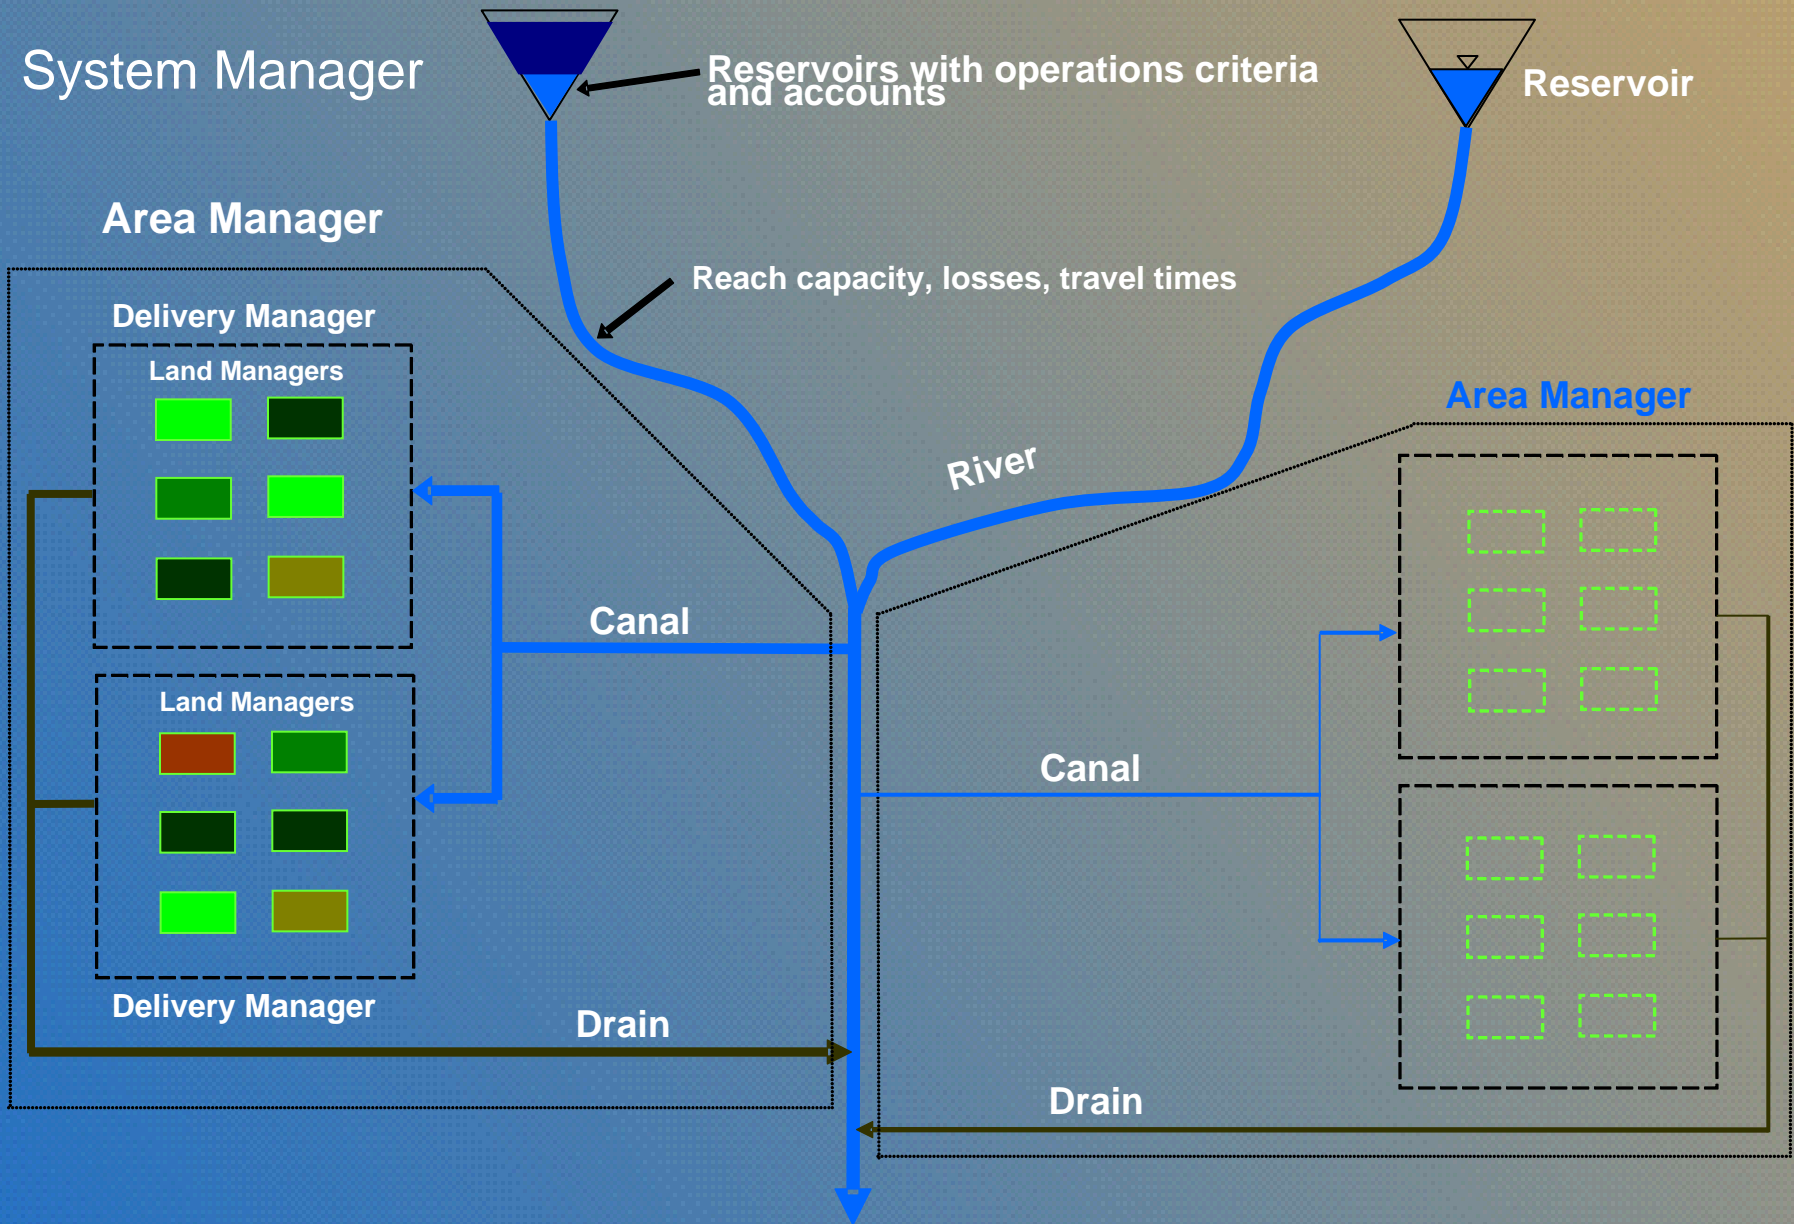 System Manager
Reservoirs with operations criteria
and accounts
Reservoir
Area Manager
Reach capacity, losses, travel times
Delivery Manager
Land Managers
Area Manager
River
Canal
Land Managers
Canal
Delivery Manager
Drain
Drain